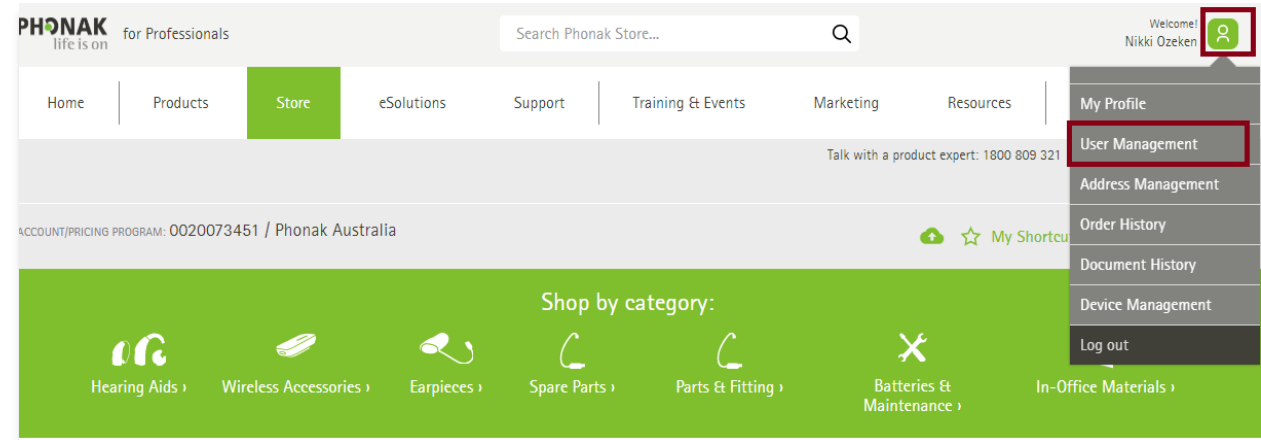 PHONAK
life is on
for Professionals
Search Phonak Store...
Welcome!
Nikki Ozeken
Home
Products
Store
eSolutions
Support
Training & Events
Marketing
Resources
My Profile
User Management
Address Management
Order History
Document History
Device Management
Log out
Talk with a product expert: 1800 809 321
ACCOUNT/PRICING PROGRAM: 0020073451 / Phonak Australia
My Shortcu
Shop by category:
Hearing Aids ›
Wireless Accessories ›
Earpieces ›
Spare Parts ›
Parts & Fitting ›
Batteries &
Maintenance ›
In-Office Materials ›